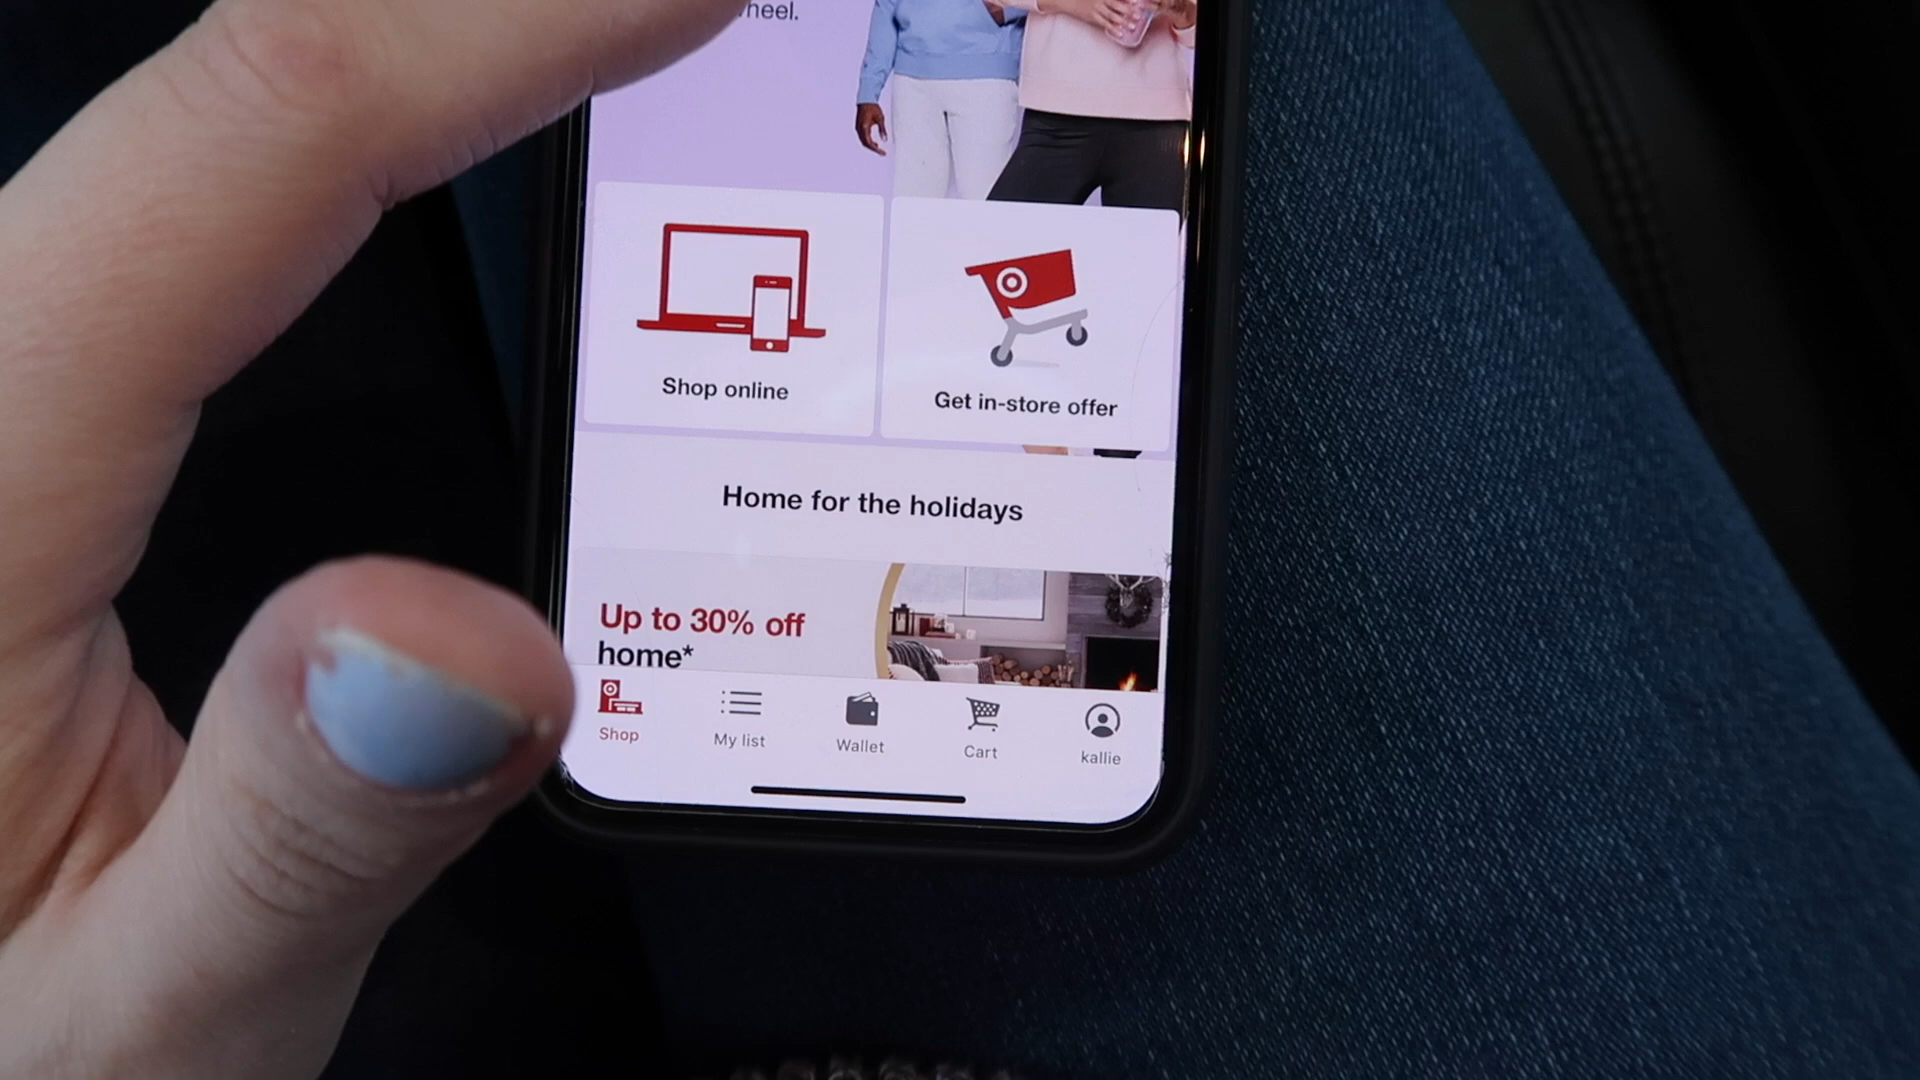 Shop online
Get in-store offer
Home for the holidays
Up to 30% off
home*
Shop
My list
Wallet
Cart
kallie